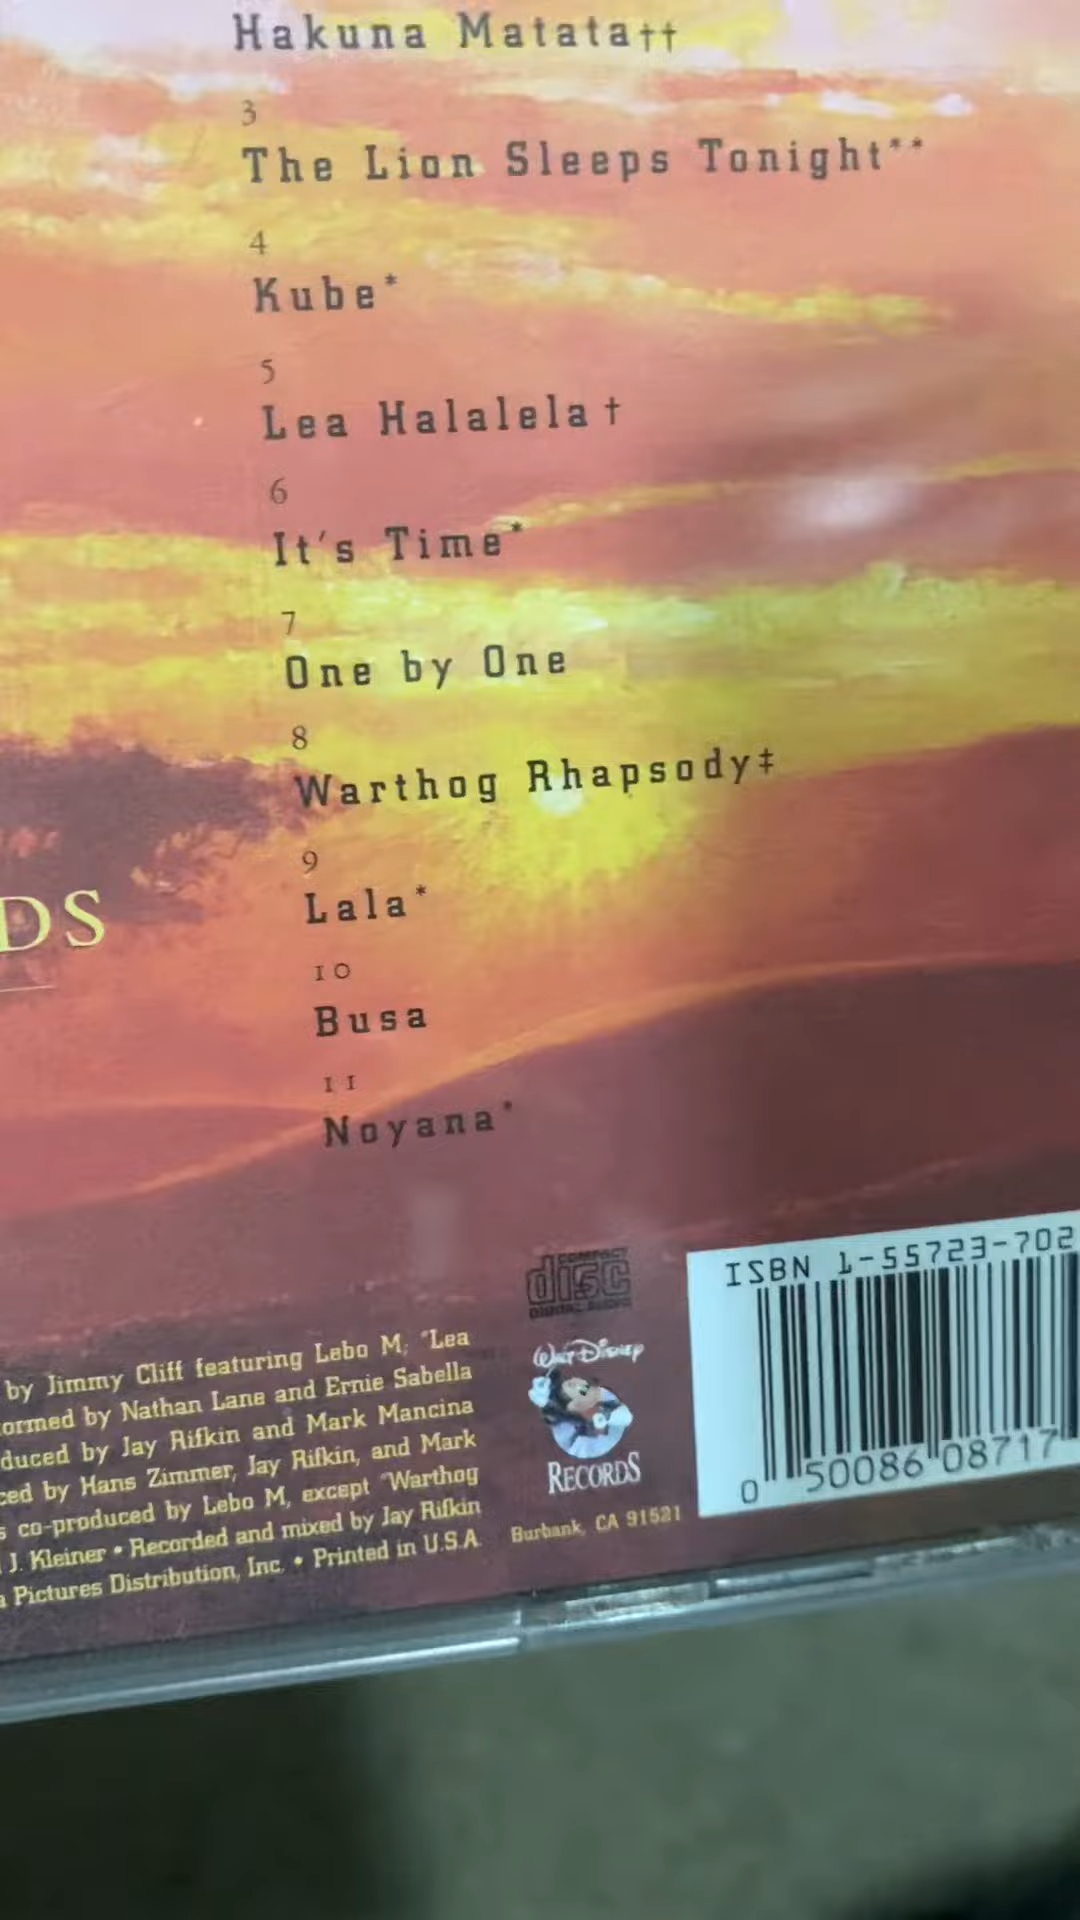 Hakuna Matata††
3
The Lion Sleeps Tonight**
4
Kube*
5
Lea Halalela†
6
It's Time*
7
One by One
8
Warthog Rhapsody‡
9
Lala*
DS
10
Busa
11
Noyana*
COMPACT
disc
DIGITAL AUDIO
Walt Disney
RECORDS
Burbank, CA 91521
ISBN 1-55723-702
0 50086 08717
by Jimmy Cliff featuring Lebo M; "Lea
ormed by Nathan Lane and Ernie Sabella
duced by Jay Rifkin and Mark Mancina
ced by Hans Zimmer, Jay Rifkin, and Mark
s co-produced by Lebo M, except "Warthog
J. Kleiner • Recorded and mixed by Jay Rifkin
a Pictures Distribution, Inc. • Printed in U.S.A.